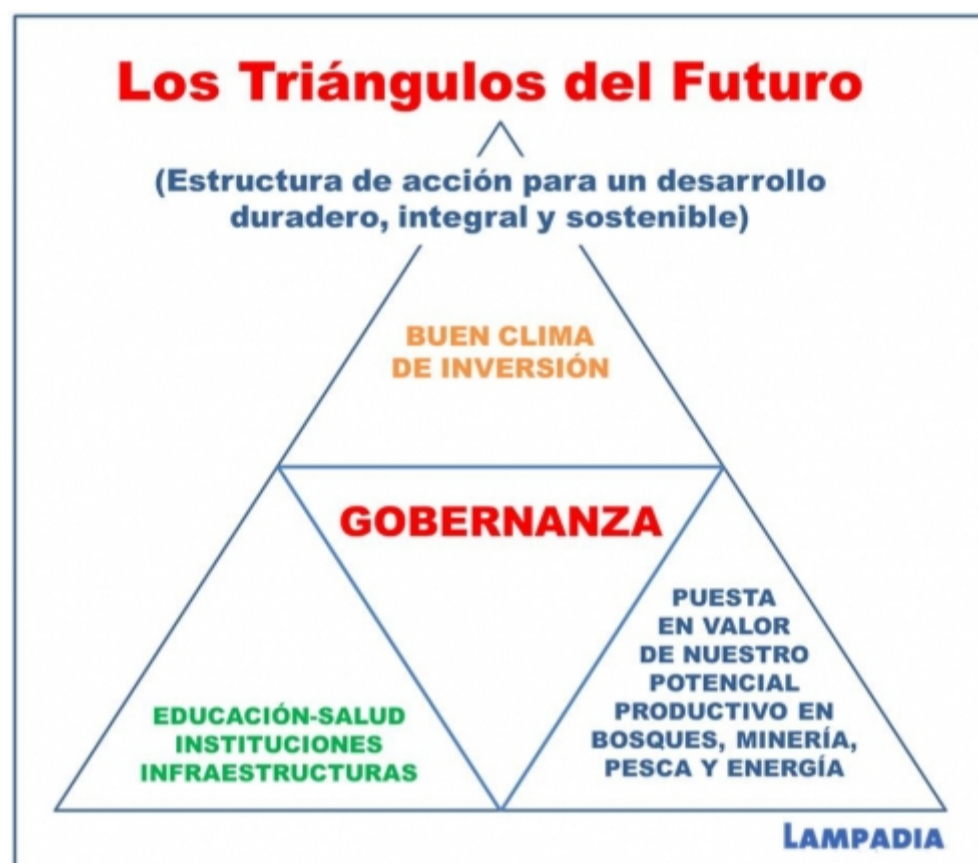 Los Triángulos del Futuro
(Estructura de acción para un desarrollo
duradero, integral y sostenible)
BUEN CLIMA
DE INVERSIÓN
GOBERNANZA
EDUCACIÓN-SALUD
INSTITUCIONES
INFRAESTRUCTURAS
PUESTA
EN VALOR
DE NUESTRO
POTENCIAL
PRODUCTIVO EN
BOSQUES, MINERÍA,
PESCA Y ENERGÍA
LAMPADIA